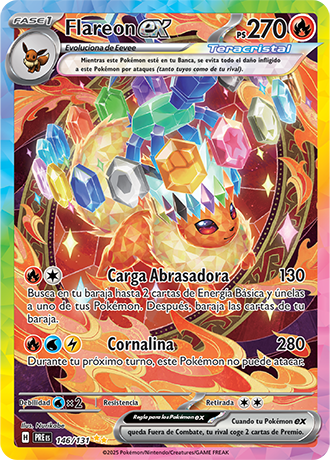 FASE 1
Flareon ex PS 270
Evoluciona de Eevee
Teracristal
Mientras este Pokémon esté en tu Banca, se evita todo el daño infligido
a este Pokémon por ataques (tanto tuyos como de tu rival).
Carga Abrasadora 130
Busca en tu baraja hasta 2 cartas de Energía Básica y únelas
a uno de tus Pokémon. Después, baraja las cartas de tu
baraja.
Cornalina 280
Durante tu próximo turno, este Pokémon no puede atacar.
Debilidad ×2 Resistencia Retirada
Ilus. Nurikabe
H PRE ES 146/131
Regla para los Pokémon ex
Cuando tu Pokémon ex
queda Fuera de Combate, tu rival coge 2 cartas de Premio.
©2025 Pokémon/Nintendo/Creatures/GAME FREAK